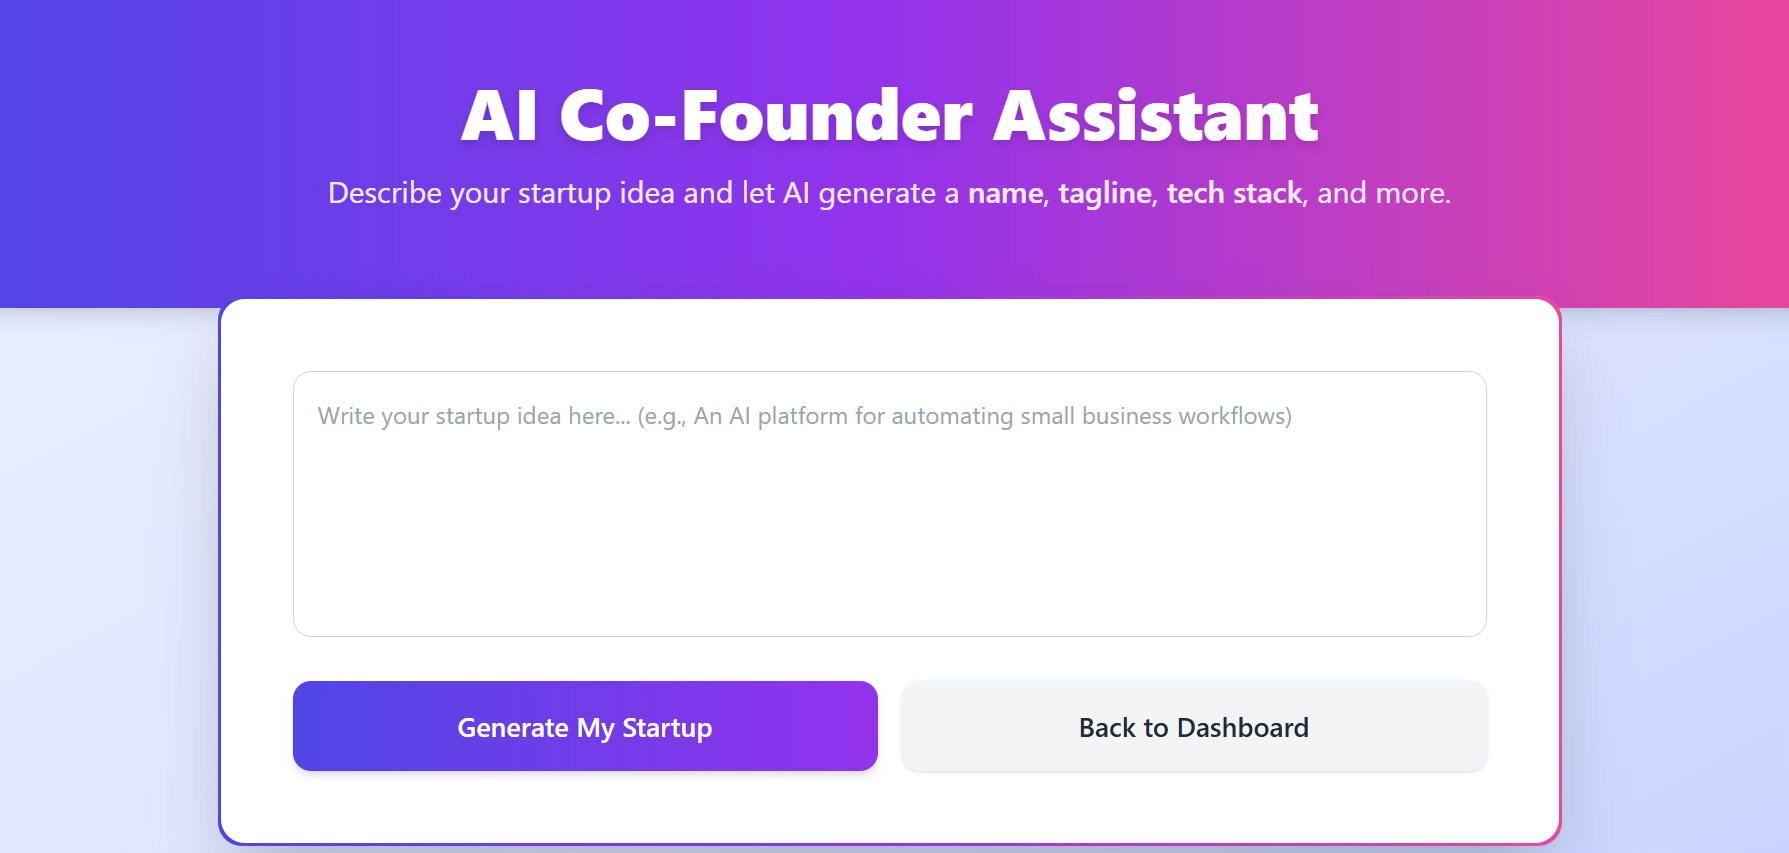 AI Co-Founder Assistant
Describe your startup idea and let AI generate a name, tagline, tech stack, and more.
Write your startup idea here... (e.g., An AI platform for automating small business workflows)
Generate My Startup
Back to Dashboard